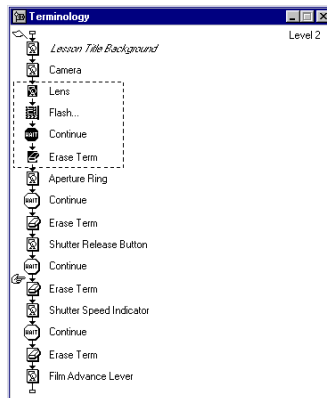 Terminology
Level 2
Lesson Title Background
Camera
Lens
Flash...
Continue
Erase Term
Aperture Ring
WAIT Continue
Erase Term
Shutter Release Button
WAIT Continue
Erase Term
Shutter Speed Indicator
WAIT Continue
Erase Term
Film Advance Lever